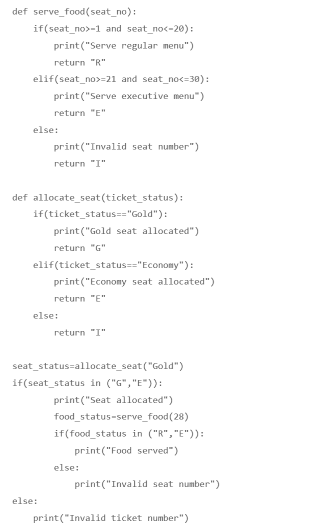 def serve_food(seat_no):
    if(seat_no>=1 and seat_no<=20):
        print("Serve regular menu")
        return "R"
    elif(seat_no>=21 and seat_no<=30):
        print("Serve executive menu")
        return "E"
    else:
        print("Invalid seat number")
        return "I"

def allocate_seat(ticket_status):
    if(ticket_status=="Gold"):
        print("Gold seat allocated")
        return "G"
    elif(ticket_status=="Economy"):
        print("Economy seat allocated")
        return "E"
    else:
        return "I"

seat_status=allocate_seat("Gold")
if(seat_status in ("G","E")):
        print("Seat allocated")
        food_status=serve_food(28)
        if(food_status in ("R","E")):
            print("Food served")
        else:
            print("Invalid seat number")
else:
    print("Invalid ticket number")